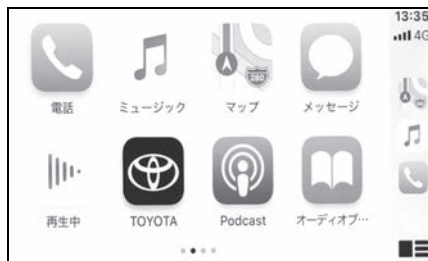 13:35
4G
280
電話
ミュージック
マップ
メッセージ
再生中
TOYOTA
Podcast
オーディオブ…